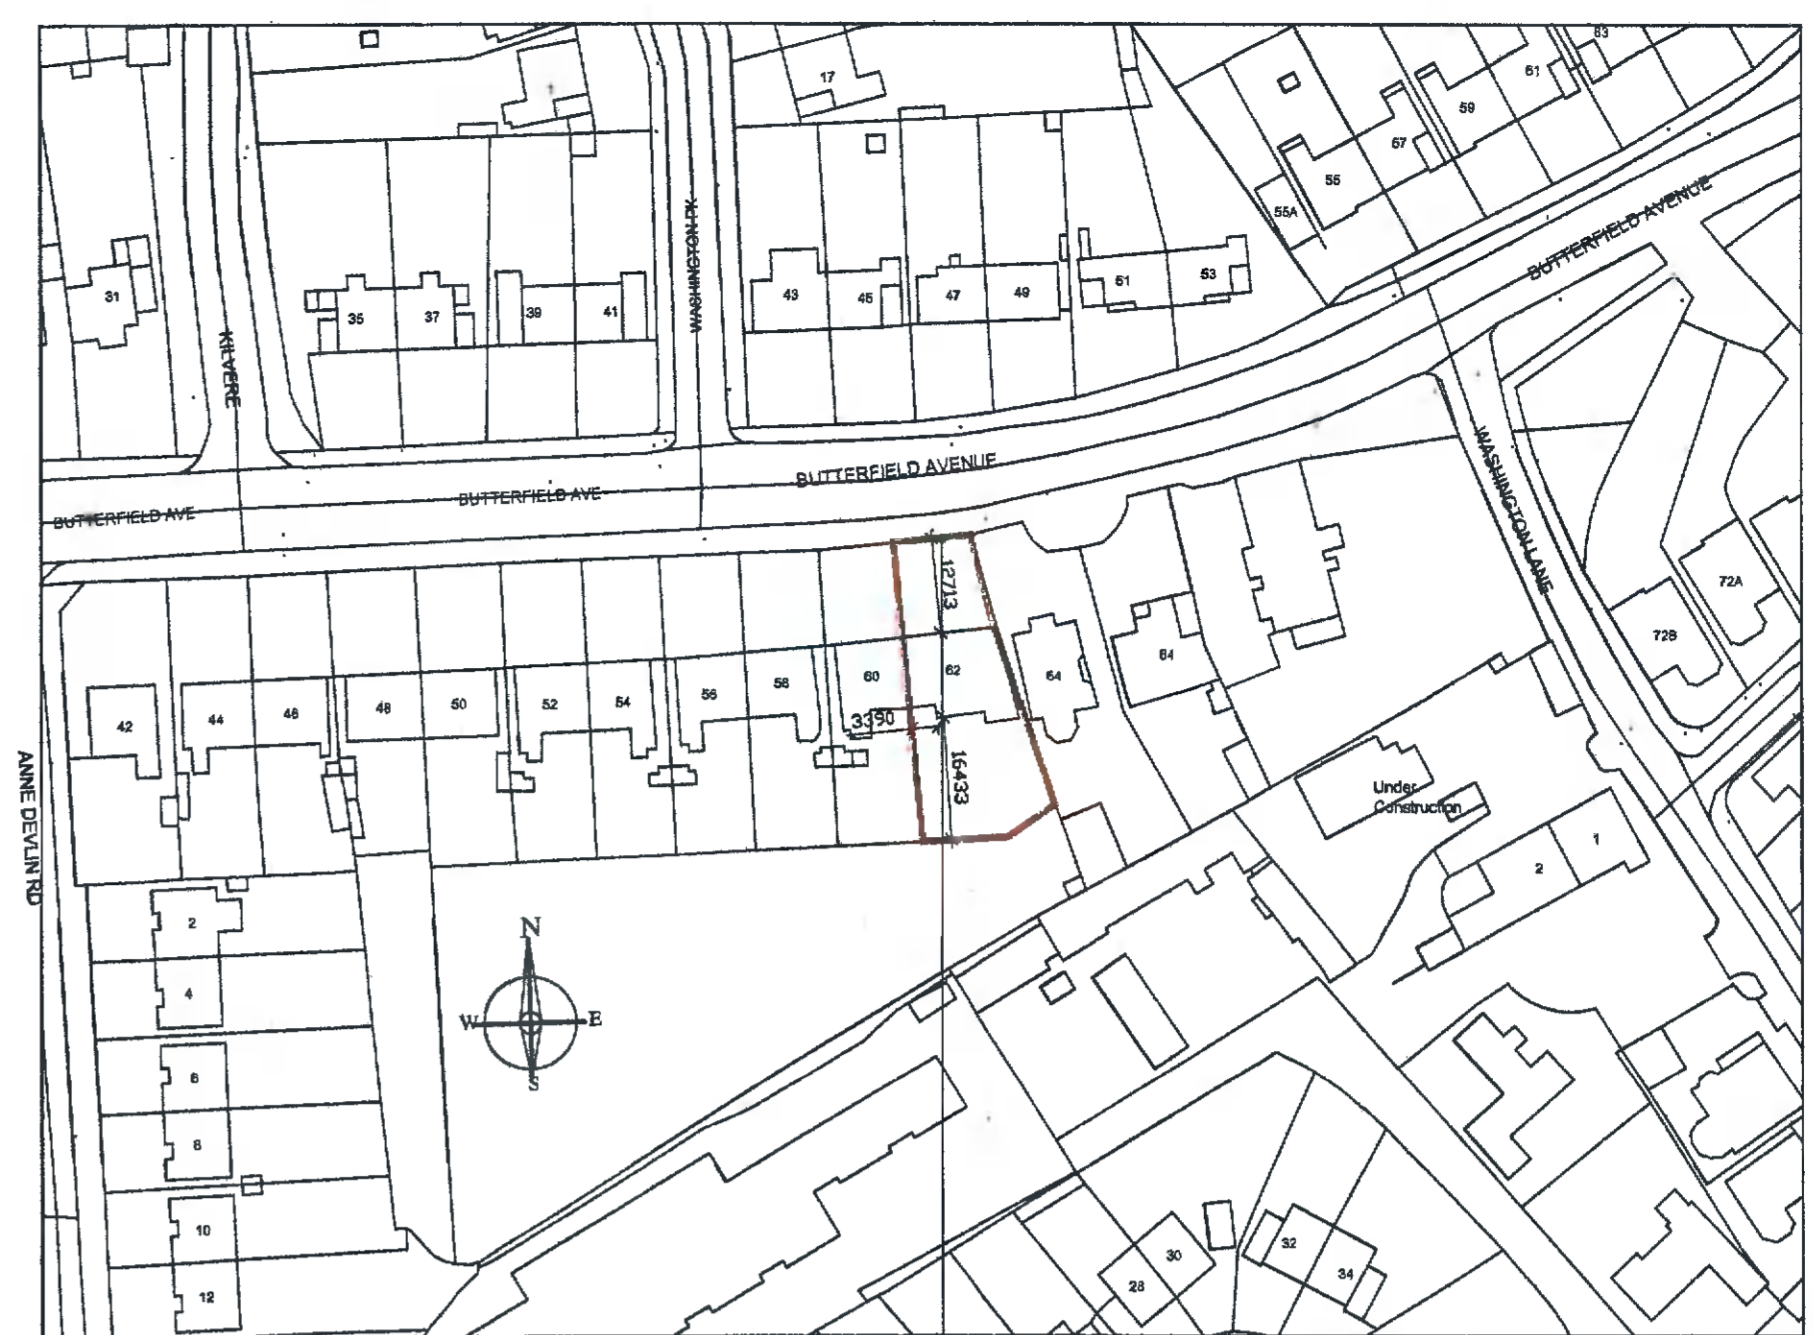 17
83
61
59
57
55
55A
BUTTERFIELD AVENUE
31
KILVERE
35
37
39
41
WASHINGTON PK
43
45
47
49
51
53
BUTTERFIELD AVE
BUTTERFIELD AVE
BUTTERFIELD AVENUE
WASHINGTON LANE
72A
72B
12713
42
44
46
48
50
52
54
56
58
60
62
64
64
3390
16433
ANNE DEVLIN RD
Under
Construction
2
1
2
4
6
8
10
12
N
W
E
S
28
30
32
34